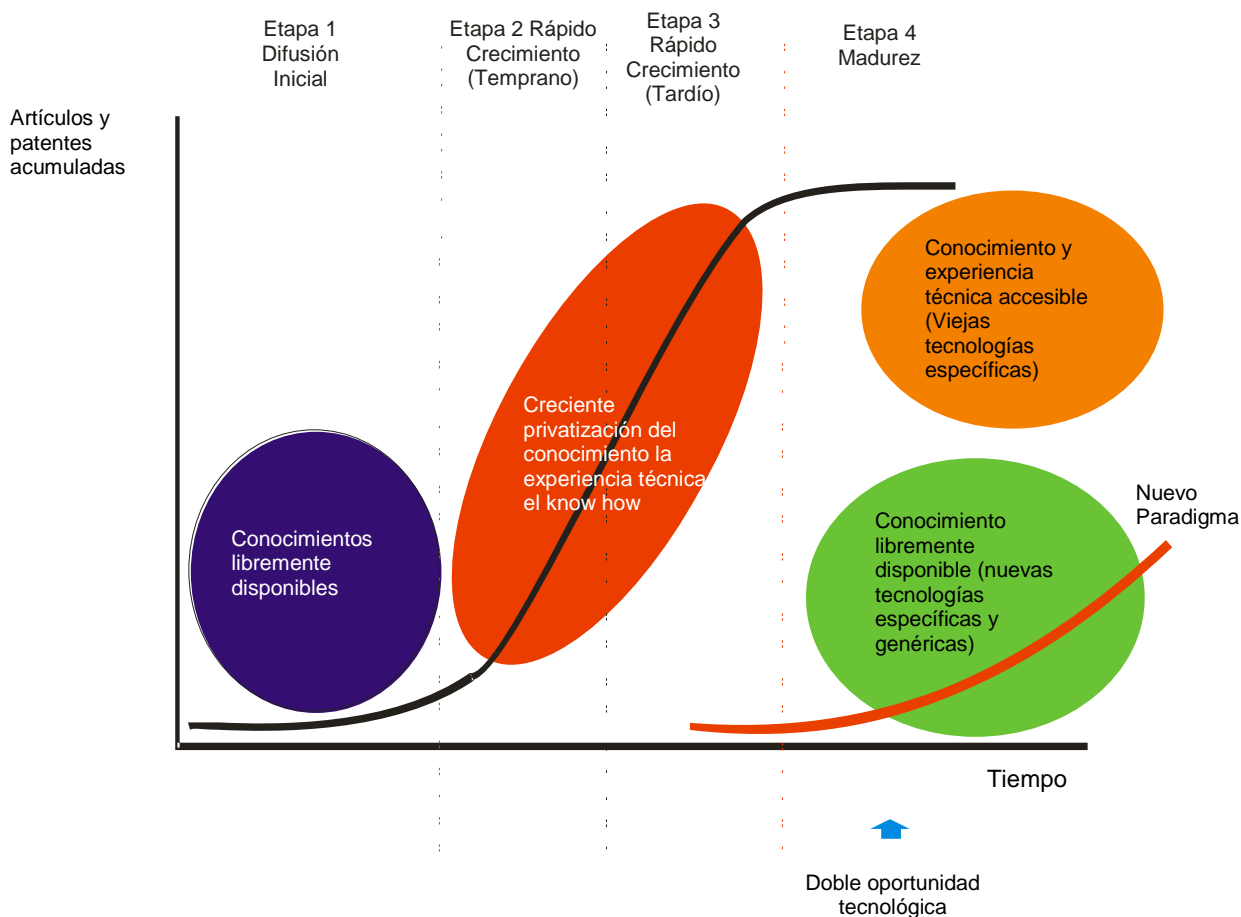 Etapa 1
Difusión
Inicial
Etapa 2 Rápido
Crecimiento
(Temprano)
Etapa 3
Rápido
Crecimiento
(Tardío)
Etapa 4
Madurez
Artículos y
patentes
acumuladas
Conocimientos
libremente
disponibles
Creciente
privatización del
conocimiento la
experiencia técnica
el know how
Conocimiento y
experiencia
técnica accesible
(Viejas
tecnologías
específicas)
Conocimiento
libremente
disponible (nuevas
tecnologías
específicas y
genéricas)
Nuevo
Paradigma
Tiempo
Doble oportunidad
tecnológica